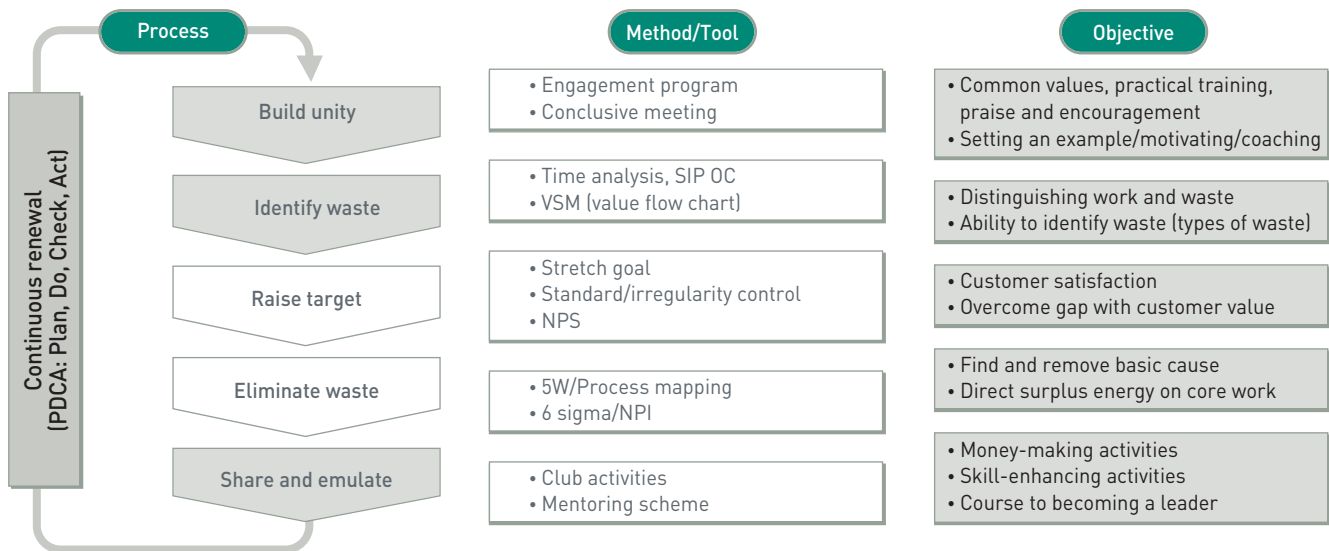 Process
Method/Tool
Objective
Continuous renewal
(PDCA: Plan, Do, Check, Act)
Build unity
• Engagement program
• Conclusive meeting
• Common values, practical training,
praise and encouragement
• Setting an example/motivating/coaching
Identify waste
• Time analysis, SIP OC
• VSM (value flow chart)
• Distinguishing work and waste
• Ability to identify waste (types of waste)
Raise target
• Stretch goal
• Standard/irregularity control
• NPS
• Customer satisfaction
• Overcome gap with customer value
Eliminate waste
• 5W/Process mapping
• 6 sigma/NPI
• Find and remove basic cause
• Direct surplus energy on core work
Share and emulate
• Club activities
• Mentoring scheme
• Money-making activities
• Skill-enhancing activities
• Course to becoming a leader